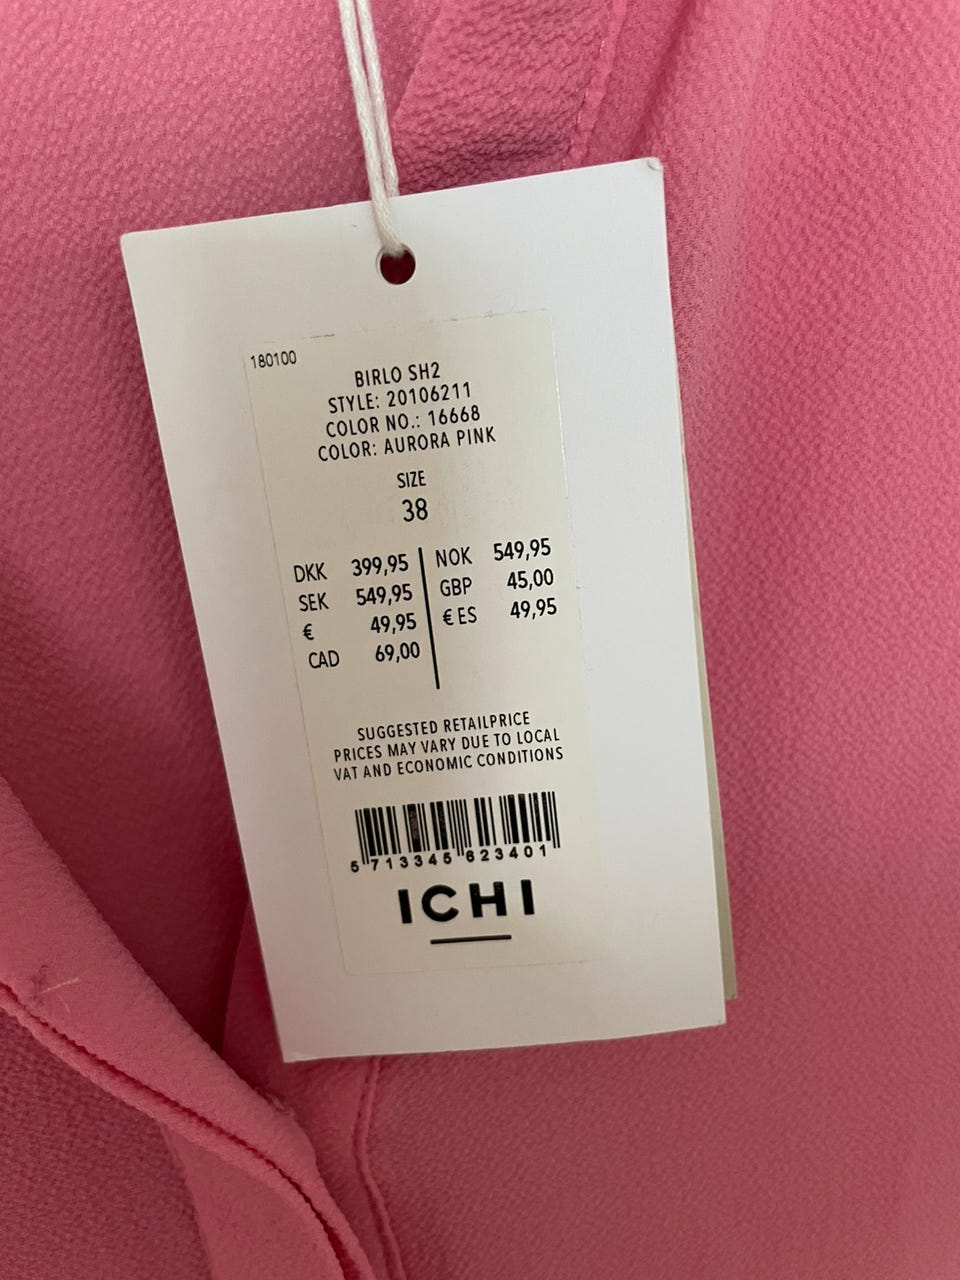 180100
BIRLO SH2
STYLE: 20106211
COLOR NO.: 16668
COLOR: AURORA PINK
SIZE
38
DKK 399,95
SEK 549,95
€ 49,95
CAD 69,00
NOK 549,95
GBP 45,00
€ ES 49,95
SUGGESTED RETAILPRICE
PRICES MAY VARY DUE TO LOCAL
VAT AND ECONOMIC CONDITIONS
5 713345 623401
ICHI